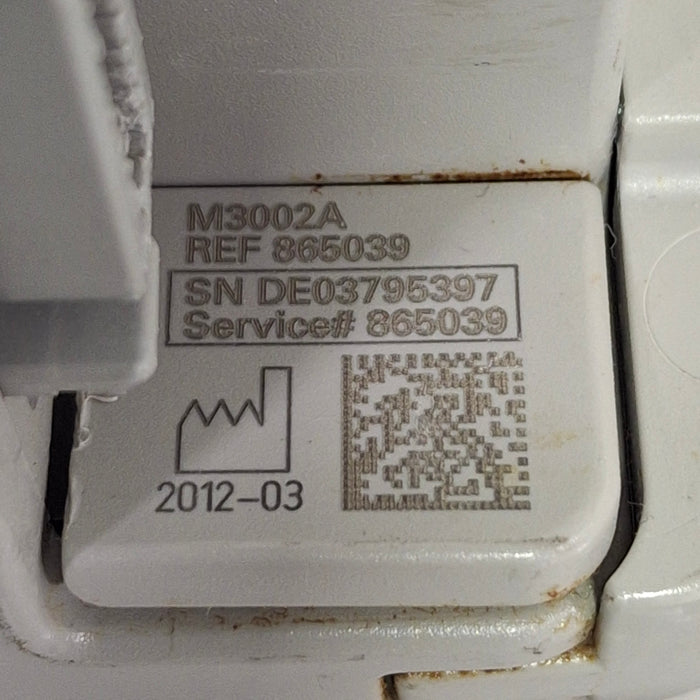 M3002A
REF 865039
SN DE03795397
Service# 865039
2012-03